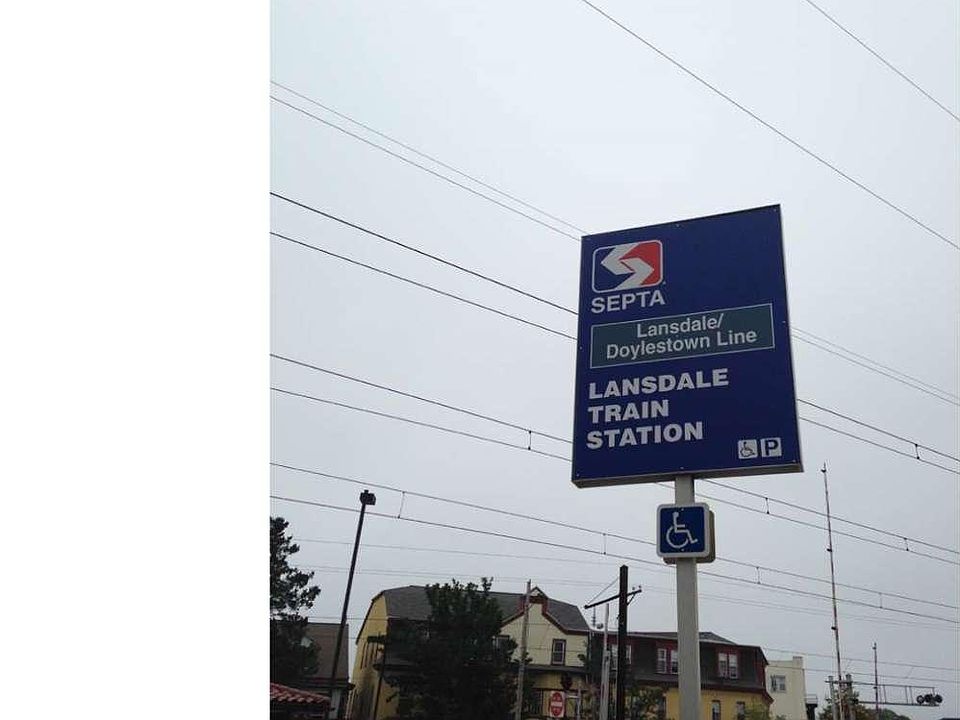 SEPTA
Lansdale/
Doylestown Line
LANSDALE
TRAIN
STATION
P